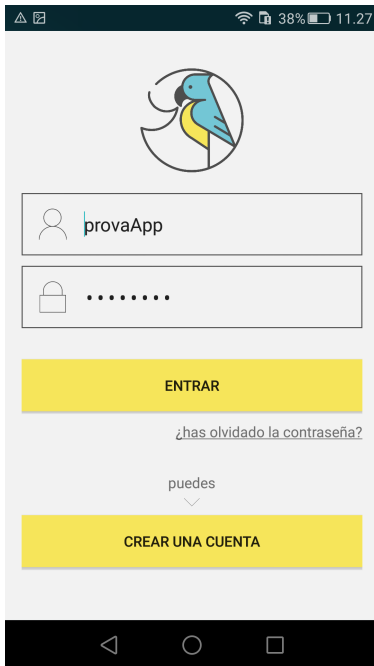 38% 11.27
provaApp
••••••••
ENTRAR
¿has olvidado la contraseña?
puedes
CREAR UNA CUENTA